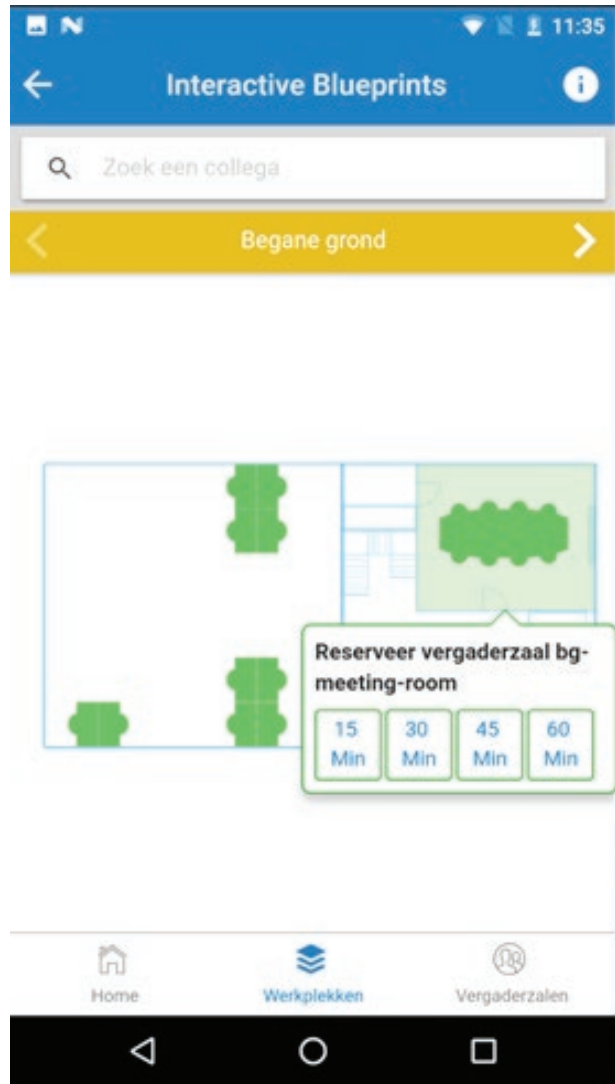 11:35
Interactive Blueprints
Zoek een collega
Begane grond
Reserveer vergaderzaal bg-
meeting-room
15 30 45 60
Min Min Min Min
Home Werkplekken Vergaderzalen